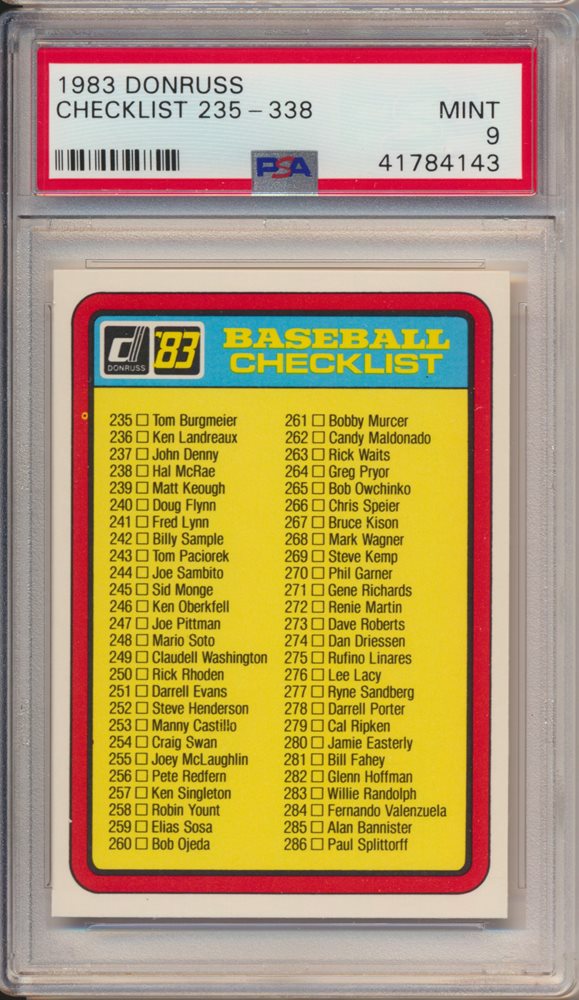 1983 DONRUSS
CHECKLIST 235 – 338 MINT
9
PSA 41784143
d '83 BASEBALL
DONRUSS CHECKLIST
235 Tom Burgmeier
236 Ken Landreaux
237 John Denny
238 Hal McRae
239 Matt Keough
240 Doug Flynn
241 Fred Lynn
242 Billy Sample
243 Tom Paciorek
244 Joe Sambito
245 Sid Monge
246 Ken Oberkfell
247 Joe Pittman
248 Mario Soto
249 Claudell Washington
250 Rick Rhoden
251 Darrell Evans
252 Steve Henderson
253 Manny Castillo
254 Craig Swan
255 Joey McLaughlin
256 Pete Redfern
257 Ken Singleton
258 Robin Yount
259 Elias Sosa
260 Bob Ojeda
261 Bobby Murcer
262 Candy Maldonado
263 Rick Waits
264 Greg Pryor
265 Bob Owchinko
266 Chris Speier
267 Bruce Kison
268 Mark Wagner
269 Steve Kemp
270 Phil Garner
271 Gene Richards
272 Renie Martin
273 Dave Roberts
274 Dan Driessen
275 Rufino Linares
276 Lee Lacy
277 Ryne Sandberg
278 Darrell Porter
279 Cal Ripken
280 Jamie Easterly
281 Bill Fahey
282 Glenn Hoffman
283 Willie Randolph
284 Fernando Valenzuela
285 Alan Bannister
286 Paul Splittorff